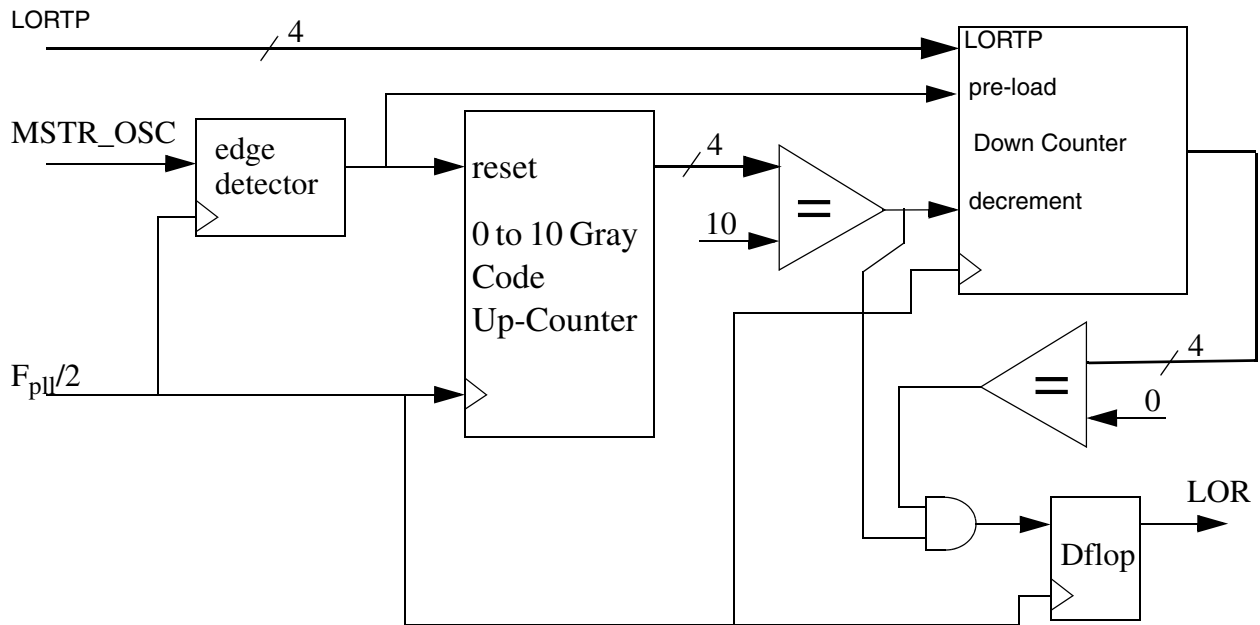 LORTP
4
LORTP
pre-load
Down Counter
decrement
MSTR_OSC
edge
detector
reset
0 to 10 Gray
Code
Up-Counter
4
=
10
F_pll/2
4
=
0
LOR
Dflop